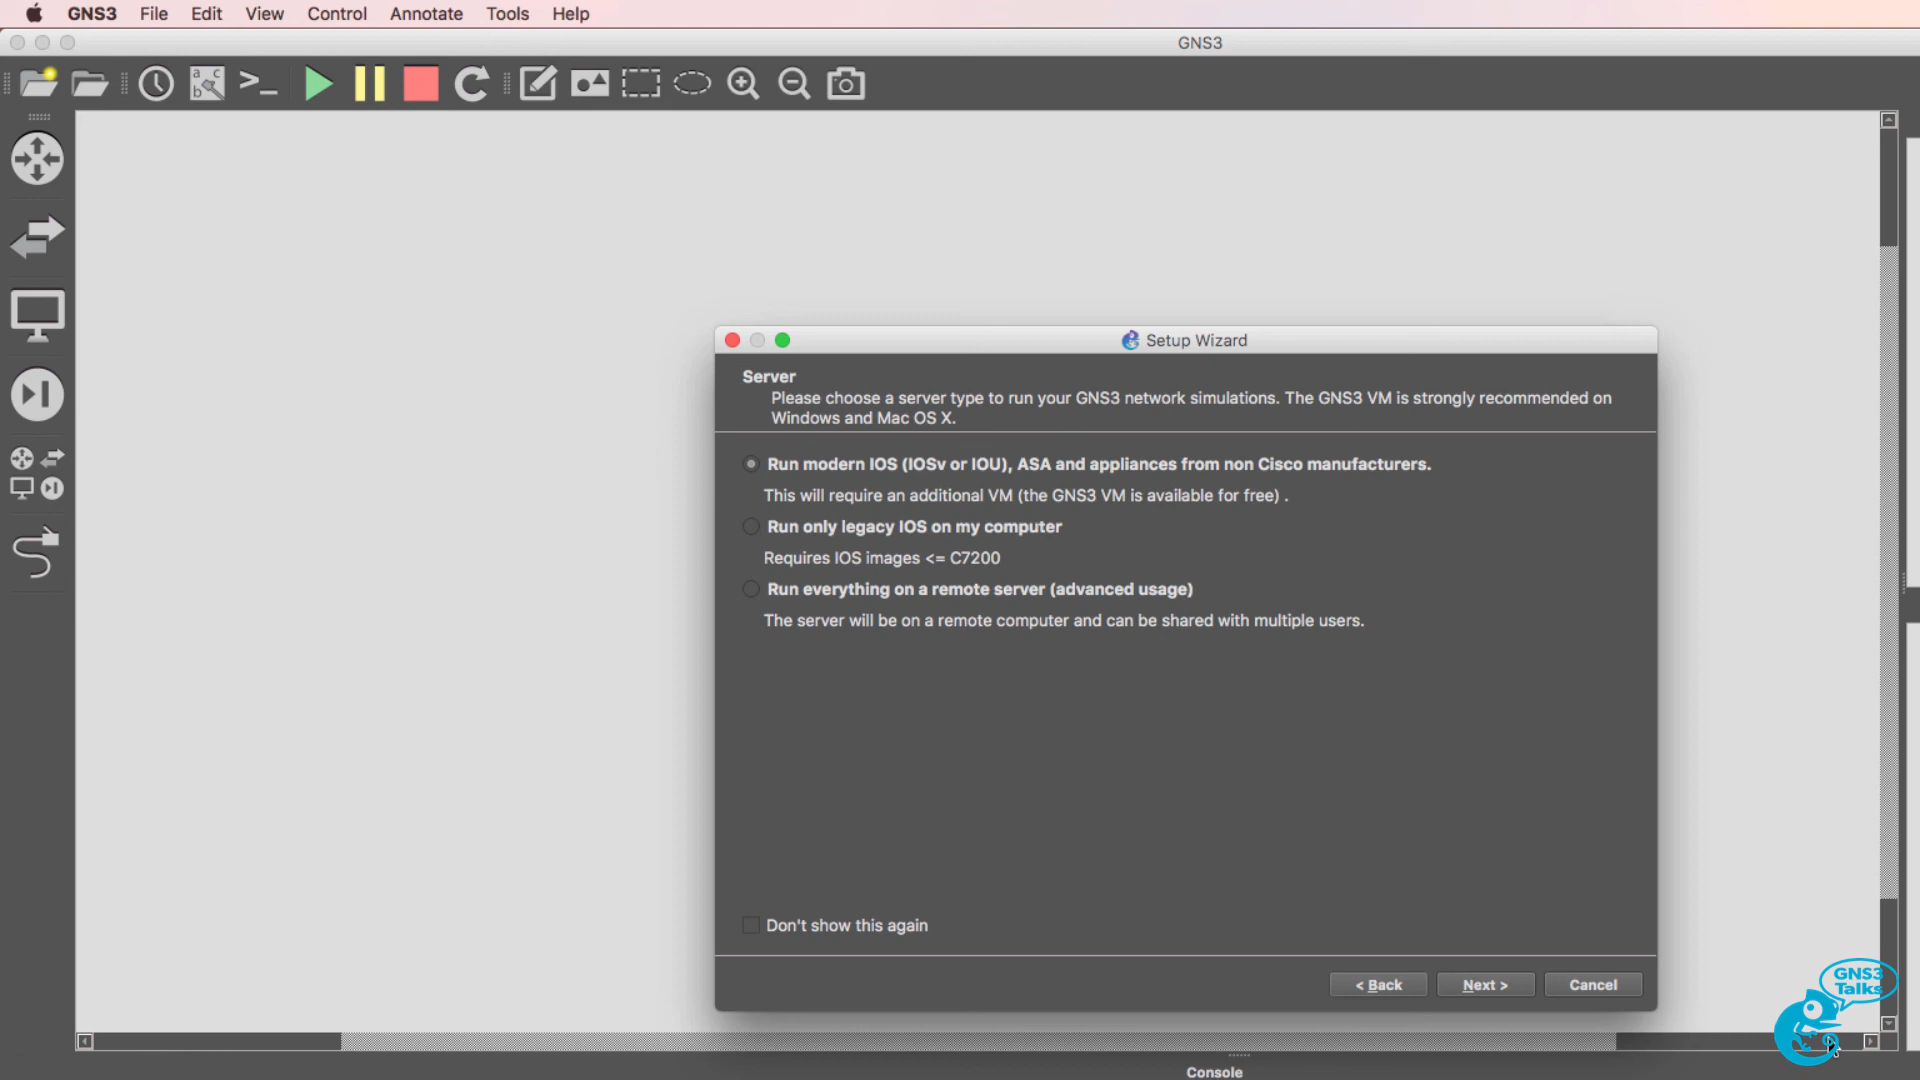 GNS3 File Edit View Control Annotate Tools Help
GNS3
a c
b
>_
Setup Wizard
Server
Please choose a server type to run your GNS3 network simulations. The GNS3 VM is strongly recommended on
Windows and Mac OS X.
Run modern IOS (IOSv or IOU), ASA and appliances from non Cisco manufacturers.
This will require an additional VM (the GNS3 VM is available for free) .
Run only legacy IOS on my computer
Requires IOS images <= C7200
Run everything on a remote server (advanced usage)
The server will be on a remote computer and can be shared with multiple users.
Don't show this again
< Back Next > Cancel
GNS3
Talks
Console